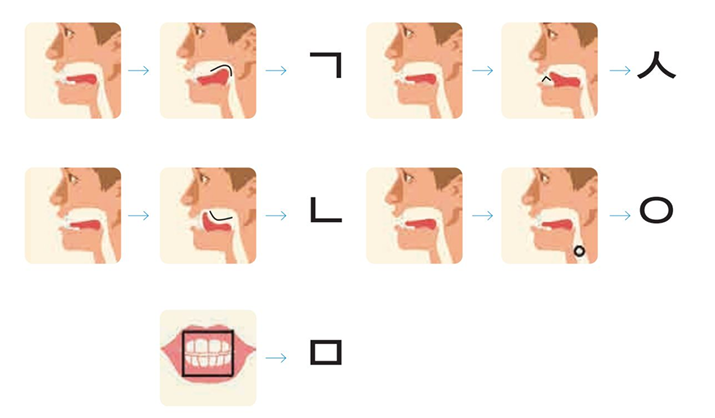 ㄱ ㅅ
ㄴ ㅇ
ㅁ